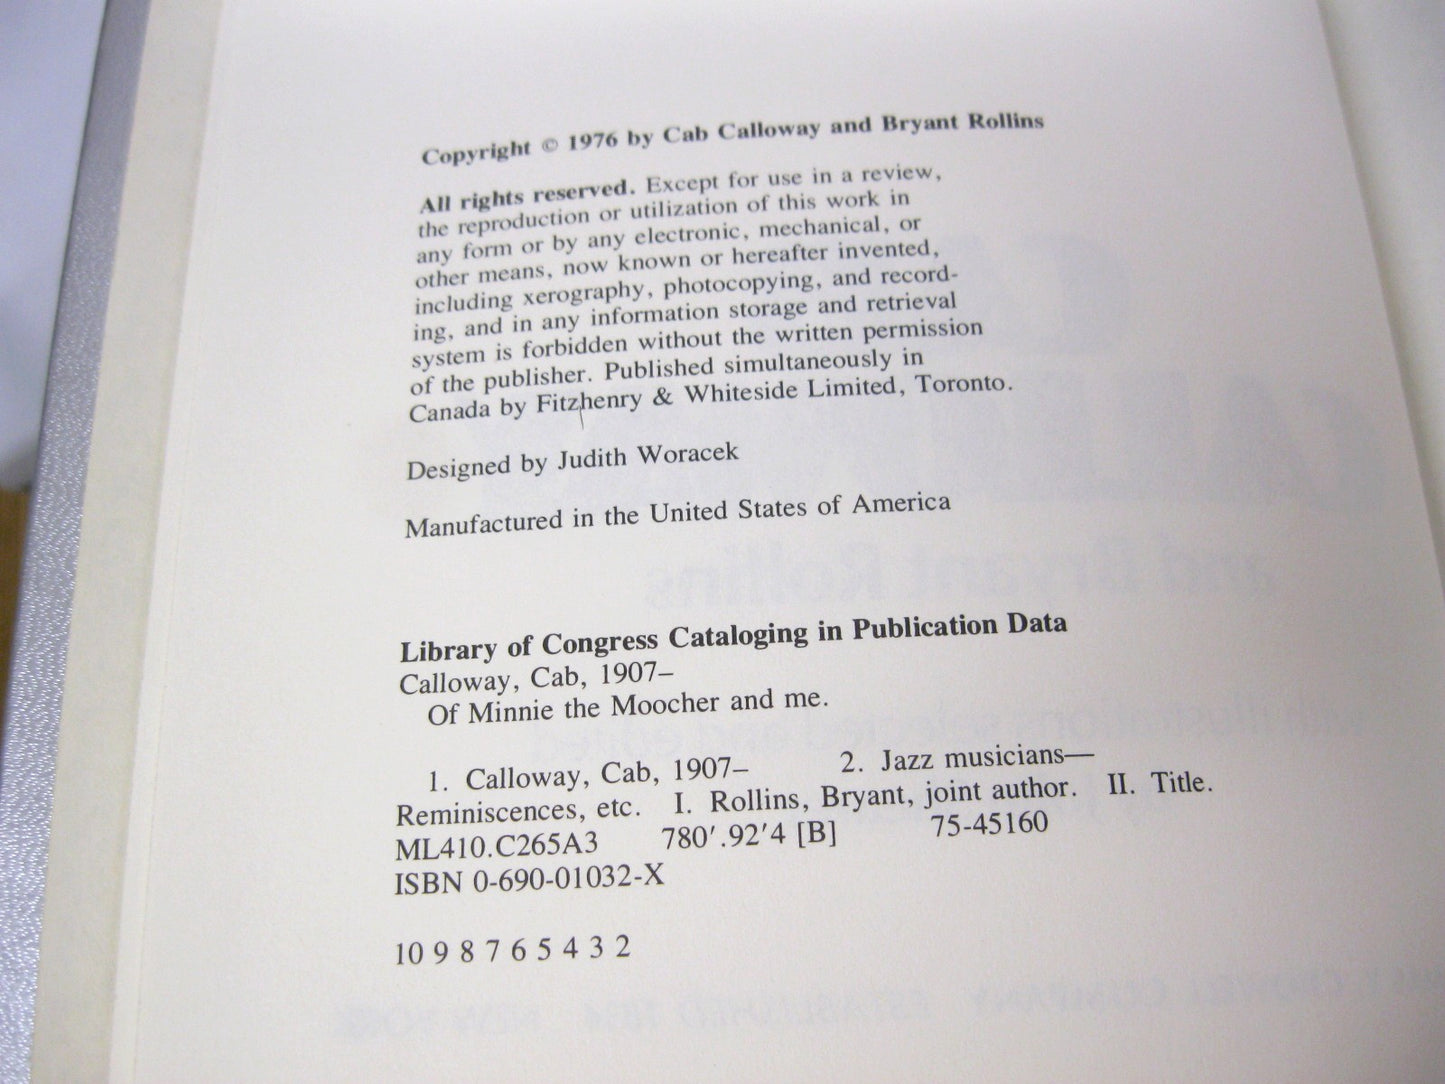 Copyright © 1976 by Cab Calloway and Bryant Rollins
All rights reserved. Except for use in a review,
the reproduction or utilization of this work in
any form or by any electronic, mechanical, or
other means, now known or hereafter invented,
including xerography, photocopying, and record-
ing, and in any information storage and retrieval
system is forbidden without the written permission
of the publisher. Published simultaneously in
Canada by Fitzhenry & Whiteside Limited, Toronto.
Designed by Judith Woracek
Manufactured in the United States of America
Library of Congress Cataloging in Publication Data
Calloway, Cab, 1907–
Of Minnie the Moocher and me.
1. Calloway, Cab, 1907– 2. Jazz musicians—
Reminiscences, etc. I. Rollins, Bryant, joint author. II. Title.
ML410.C265A3 780'.92'4 [B] 75-45160
ISBN 0-690-01032-X
10 9 8 7 6 5 4 3 2